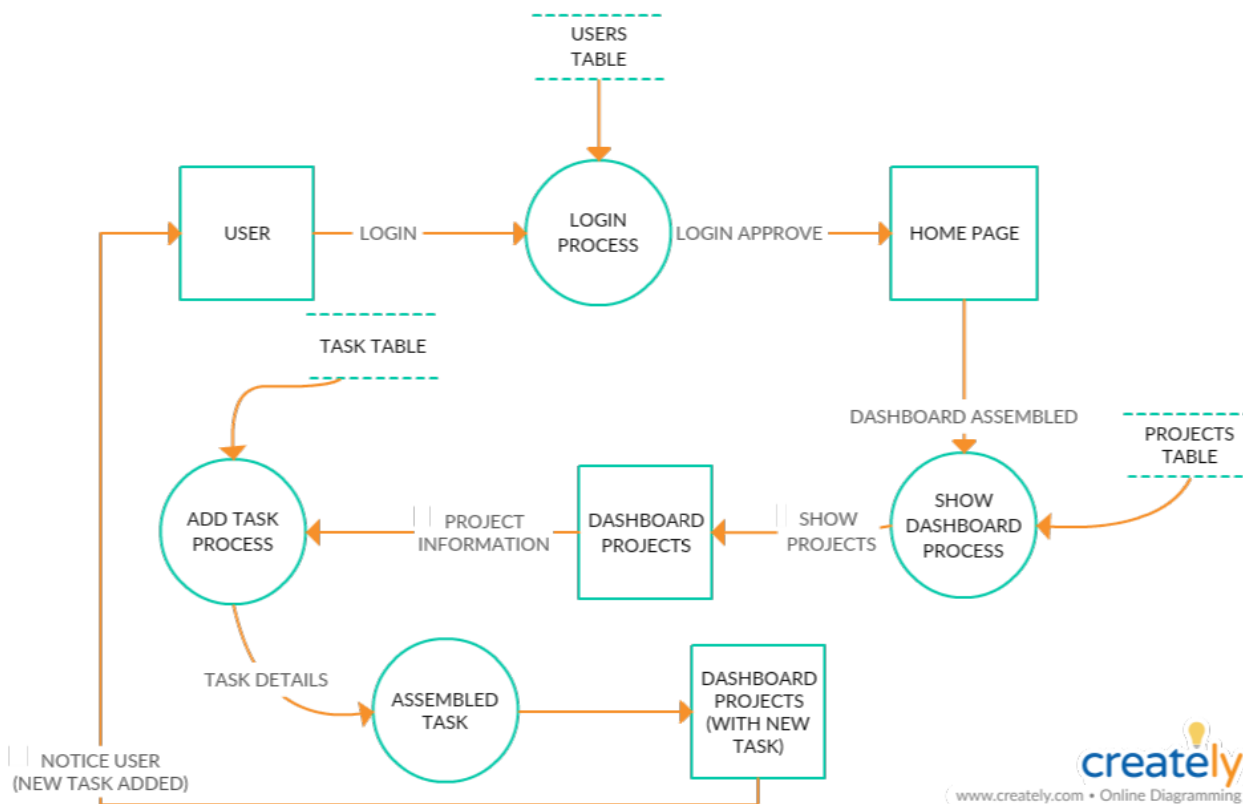 USERS
TABLE
USER
LOGIN
LOGIN
PROCESS
LOGIN APPROVE
HOME PAGE
TASK TABLE
DASHBOARD ASSEMBLED
PROJECTS
TABLE
ADD TASK
PROCESS
PROJECT
INFORMATION
DASHBOARD
PROJECTS
SHOW
PROJECTS
SHOW
DASHBOARD
PROCESS
TASK DETAILS
ASSEMBLED
TASK
DASHBOARD
PROJECTS
(WITH NEW
TASK)
NOTICE USER
(NEW TASK ADDED)
creately
www.creately.com • Online Diagramming